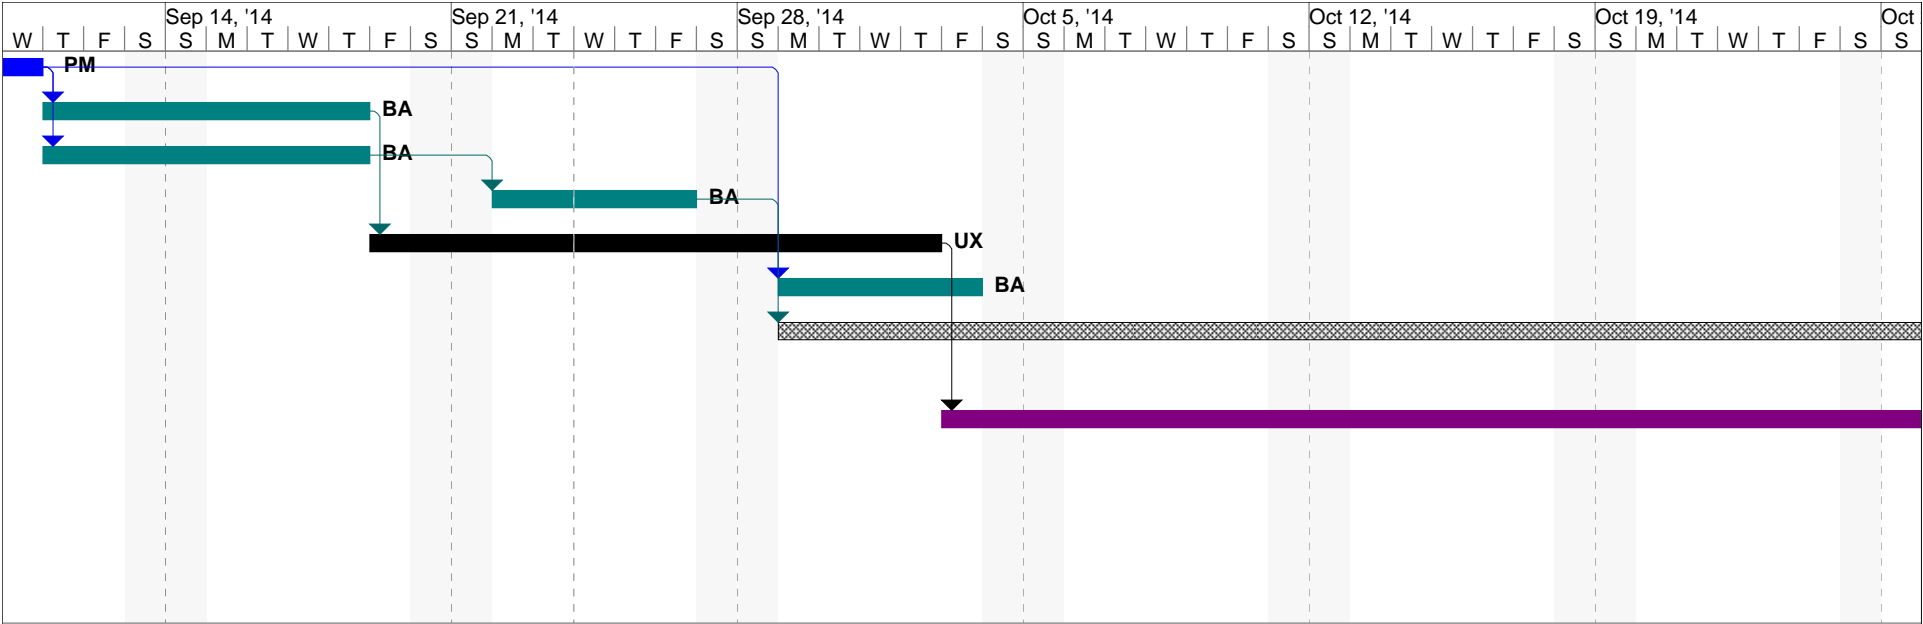 Sep 14, '14 Sep 21, '14 Sep 28, '14 Oct 5, '14 Oct 12, '14 Oct 19, '14 Oct
W T F S S M T W T F S S M T W T F S S M T W T F S S M T W T F S S M T W T F S S M T W T F S S
PM
BA
BA
BA
UX
BA